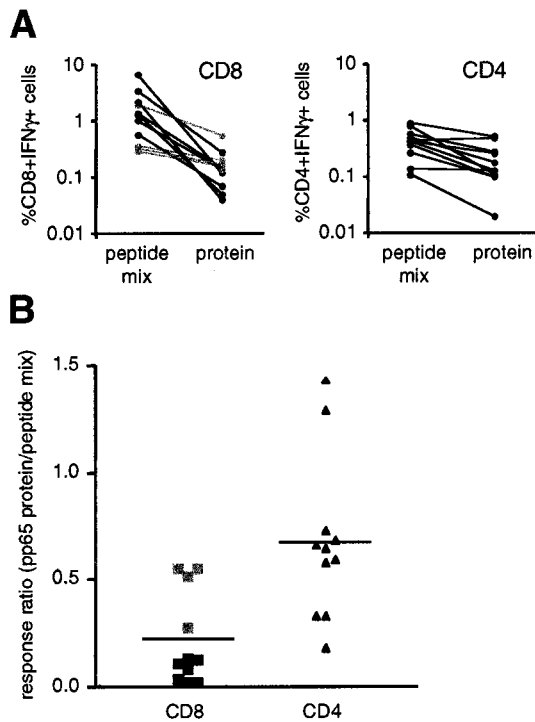 A
%CD8+IFNγ+ cells
10
1
0.1
0.01
CD8
peptide
mix
protein
%CD4+IFNγ+ cells
10
1
0.1
0.01
CD4
peptide
mix
protein
B
response ratio (pp65 protein/peptide mix)
1.5
1.0
0.5
0.0
CD8
CD4